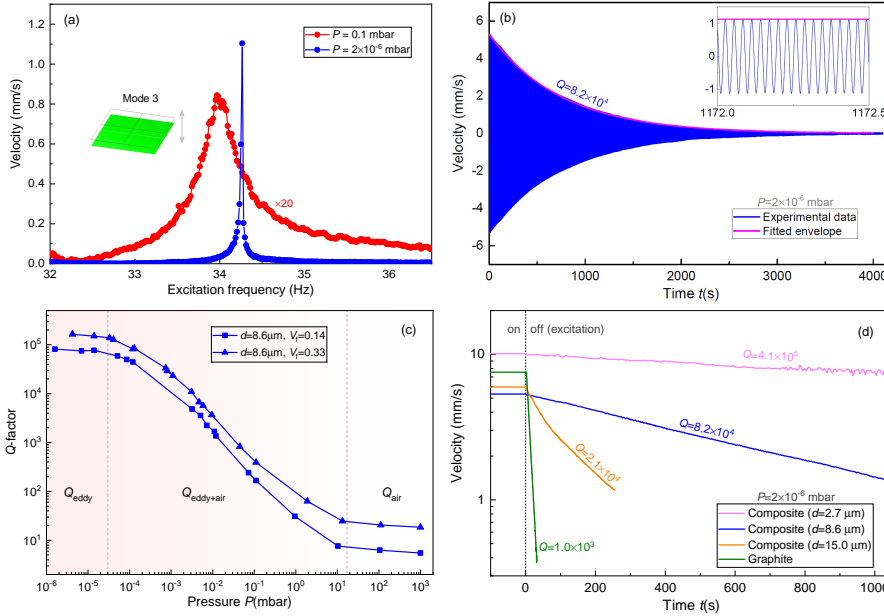 (a)
P = 0.1 mbar
P = 2×10⁻⁶ mbar
Mode 3
×20
Velocity (mm/s)
0.0
0.2
0.4
0.6
0.8
1.0
1.2
32
33
34
35
36
Excitation frequency (Hz)
(b)
Q=8.2×10⁴
1
0
-1
1172.0
1172.5
P=2×10⁻⁶ mbar
Experimental data
Fitted envelope
Velocity (mm/s)
6
4
2
0
-2
-4
-6
0
1000
2000
3000
4000
Time t(s)
(c)
d=8.6μm, Vf=0.14
d=8.6μm, Vf=0.33
Qeddy
Qeddy+air
Qair
Q-factor
10⁵
10⁴
10³
10²
10¹
10⁻⁶
10⁻⁵
10⁻⁴
10⁻³
10⁻²
10⁻¹
10⁰
10¹
10²
10³
Pressure P(mbar)
on
off (excitation)
(d)
Q=4.1×10⁵
Q=8.2×10⁴
Q=2.1×10⁴
Q=1.0×10³
P=2×10⁻⁶ mbar
Composite (d=2.7 μm)
Composite (d=8.6 μm)
Composite (d=15.0 μm)
Graphite
Velocity (mm/s)
10
1
0
200
400
600
800
1000
Time t(s)